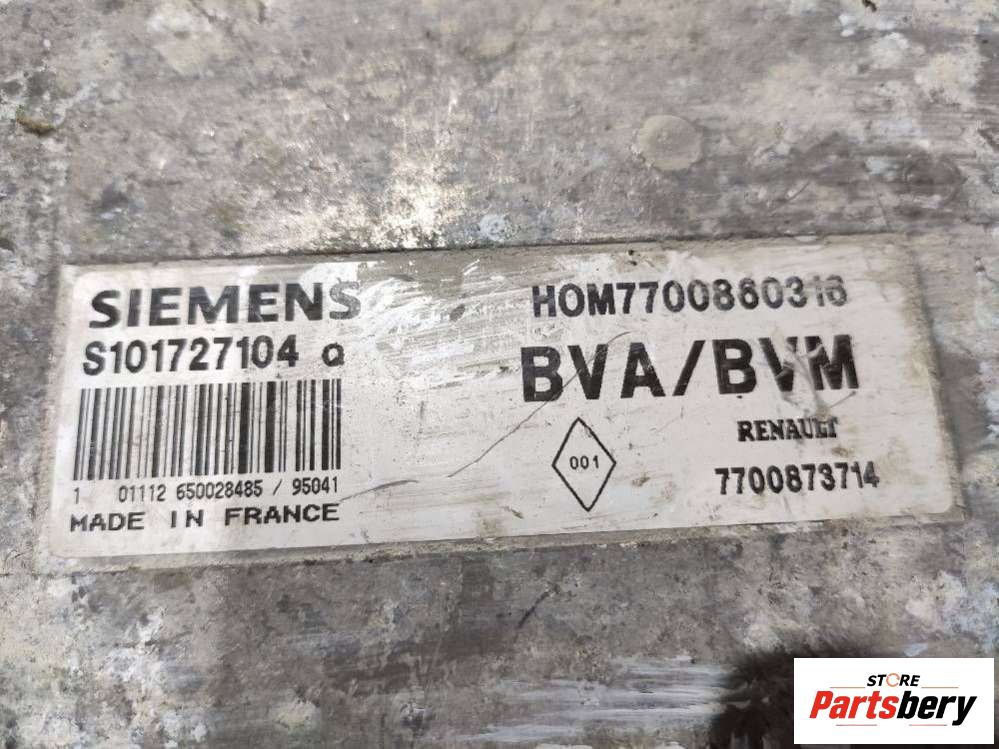 SIEMENS
S101727104 Q
1 01112 650028485 / 95041
MADE IN FRANCE
HOM7700860316
BVA/BVM
001
RENAULT
7700873714
STORE
Partsbery